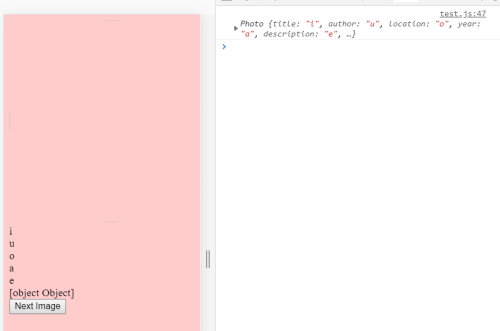 test.js:47
Photo {title: "i", author: "u", location: "o", year:
"a", description: "e", …}
i
u
o
a
e
[object Object]
Next Image